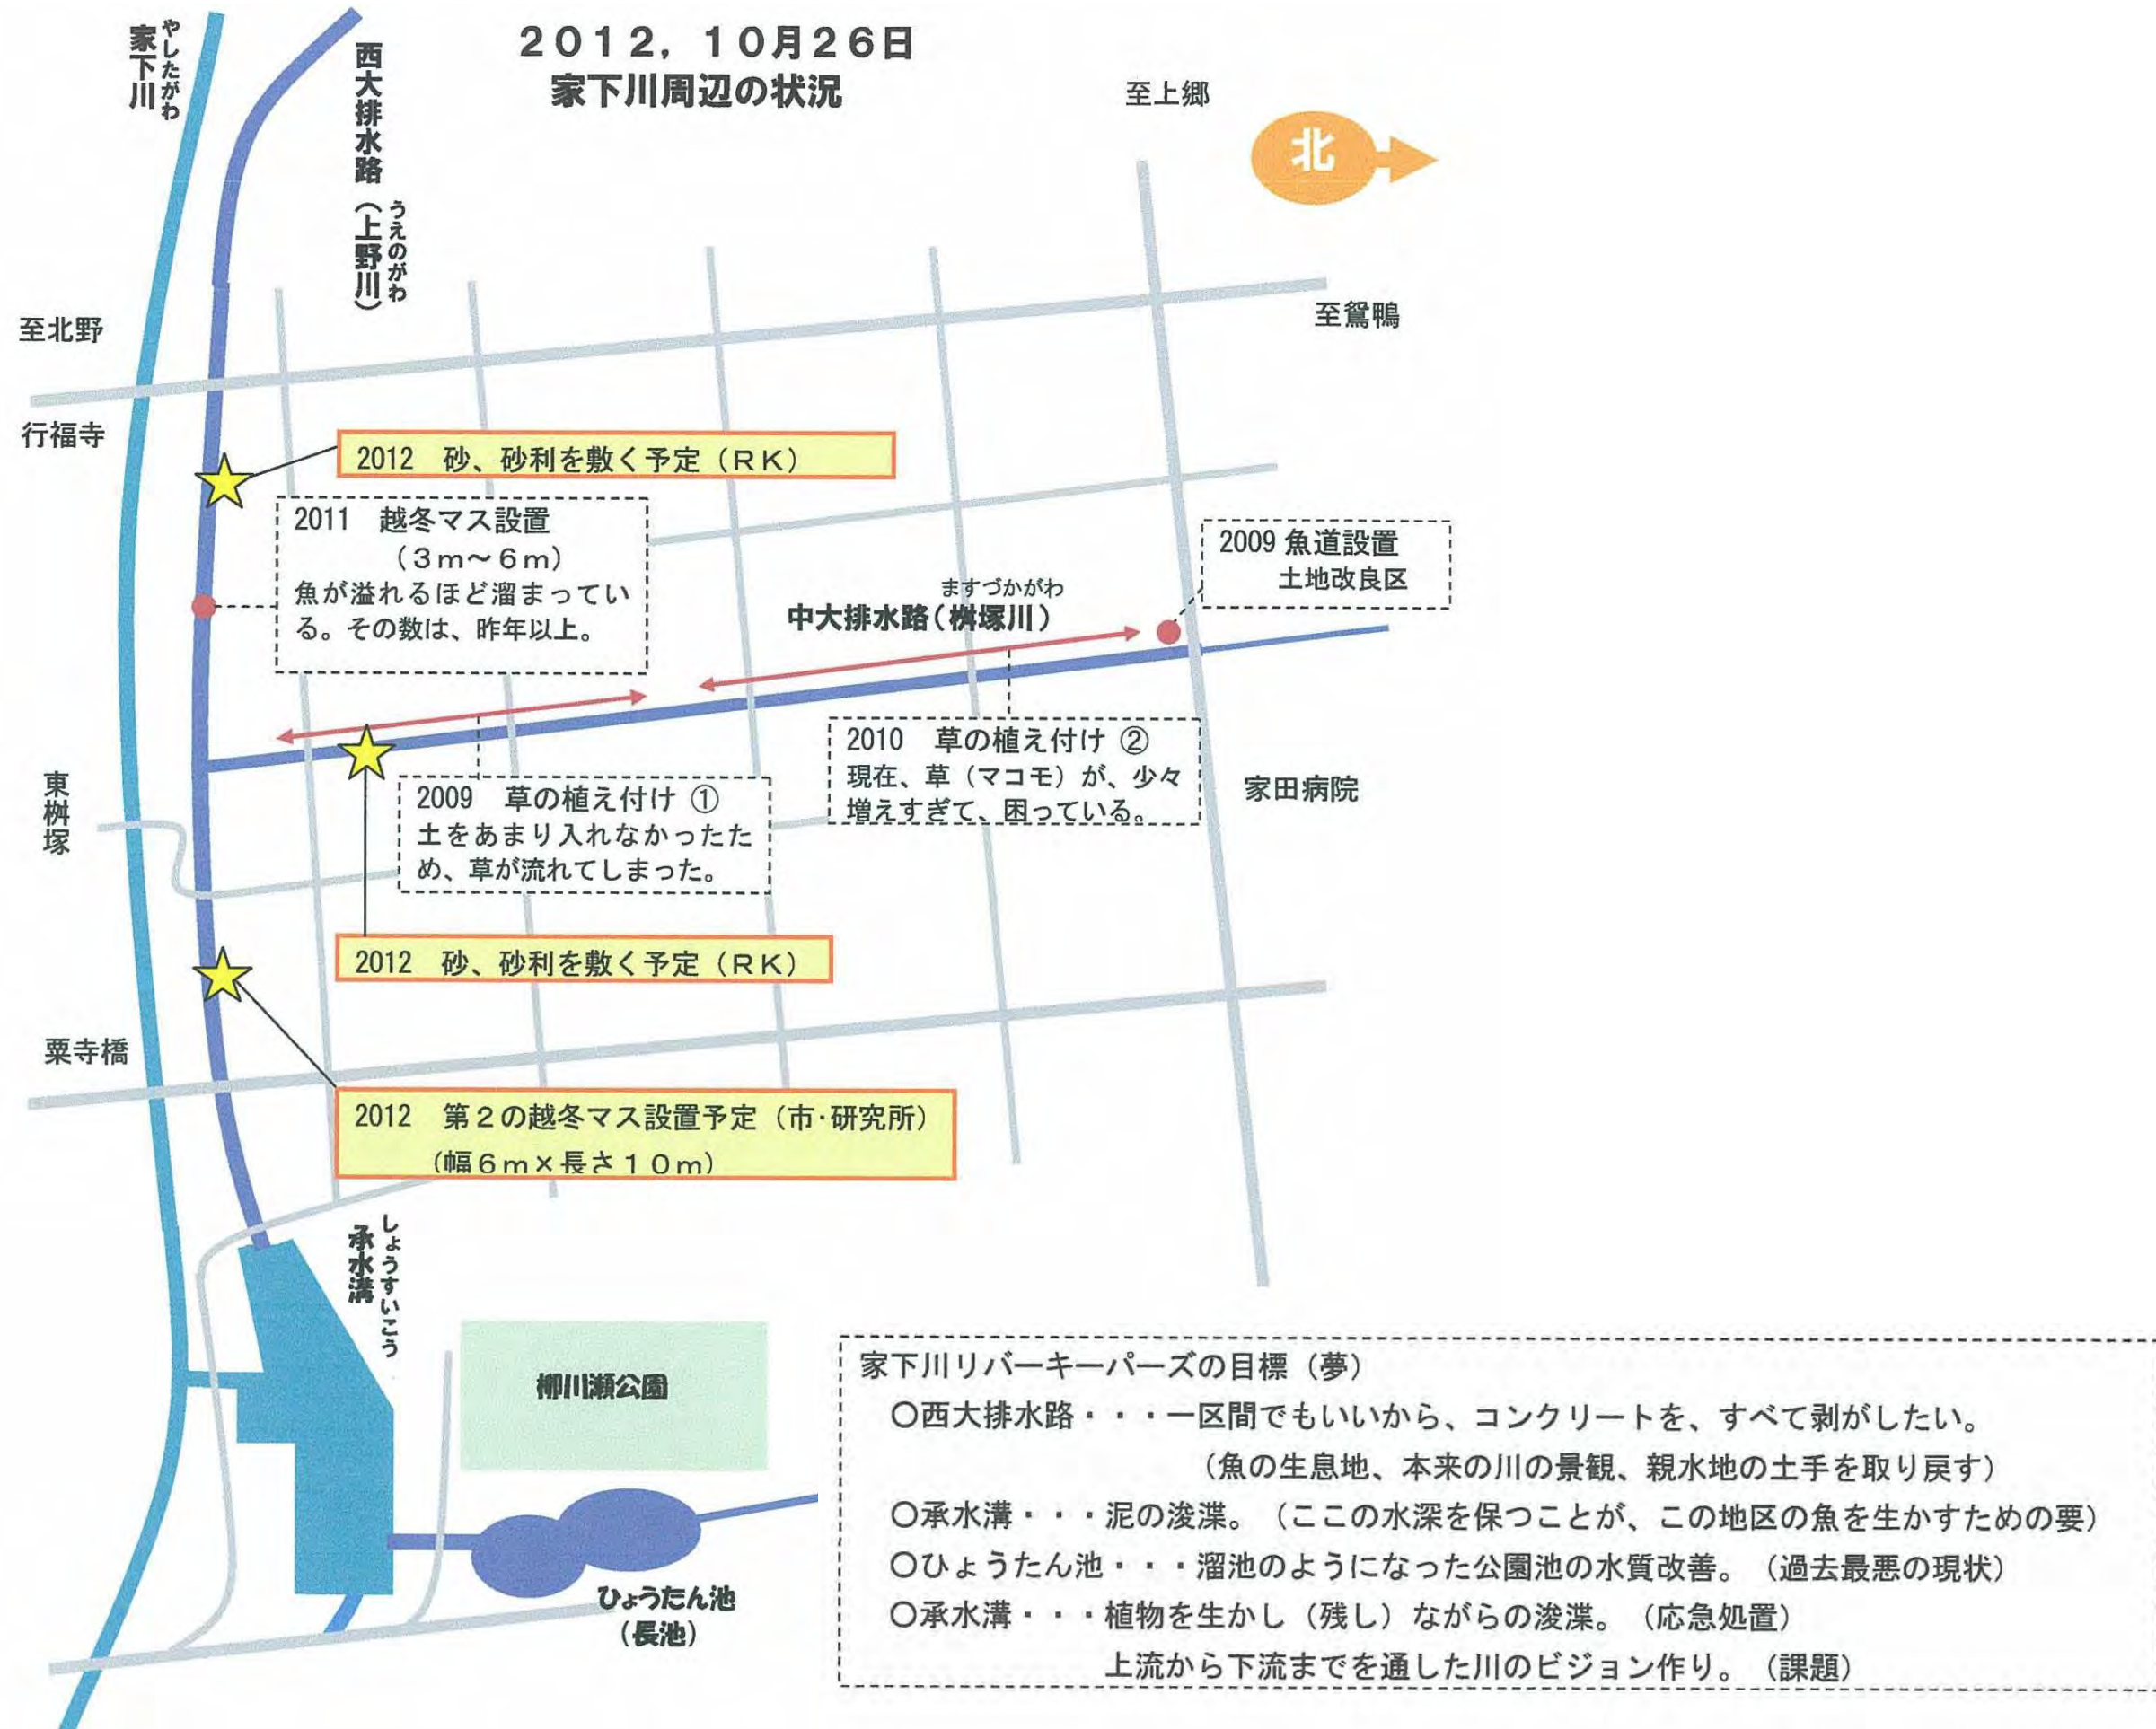 2012, 10月26日
家下川周辺の状況
やしたがわ
家下川
西大排水路（上野川）
うえのがわ
至上郷
北
至北野
至鴛鴨
行福寺
2012　砂、砂利を敷く予定（ＲＫ）
2011　越冬マス設置
（３ｍ～６ｍ）
魚が溢れるほど溜まってい
る。その数は、昨年以上。
2009 魚道設置
土地改良区
ますづかがわ
中大排水路（桝塚川）
2010　草の植え付け ②
現在、草（マコモ）が、少々
増えすぎて、困っている。
2009　草の植え付け ①
土をあまり入れなかったた
め、草が流れてしまった。
家田病院
東桝塚
2012　砂、砂利を敷く予定（ＲＫ）
粟寺橋
2012　第２の越冬マス設置予定（市・研究所）
（幅６ｍ×長さ１０ｍ）
しょうすいこう
承水溝
柳川瀬公園
ひょうたん池
（長池）
家下川リバーキーパーズの目標（夢）
〇西大排水路・・・一区間でもいいから、コンクリートを、すべて剥がしたい。
（魚の生息地、本来の川の景観、親水地の土手を取り戻す）
〇承水溝・・・泥の浚渫。（ここの水深を保つことが、この地区の魚を生かすための要）
〇ひょうたん池・・・溜池のようになった公園池の水質改善。（過去最悪の現状）
〇承水溝・・・植物を生かし（残し）ながらの浚渫。（応急処置）
上流から下流までを通した川のビジョン作り。（課題）